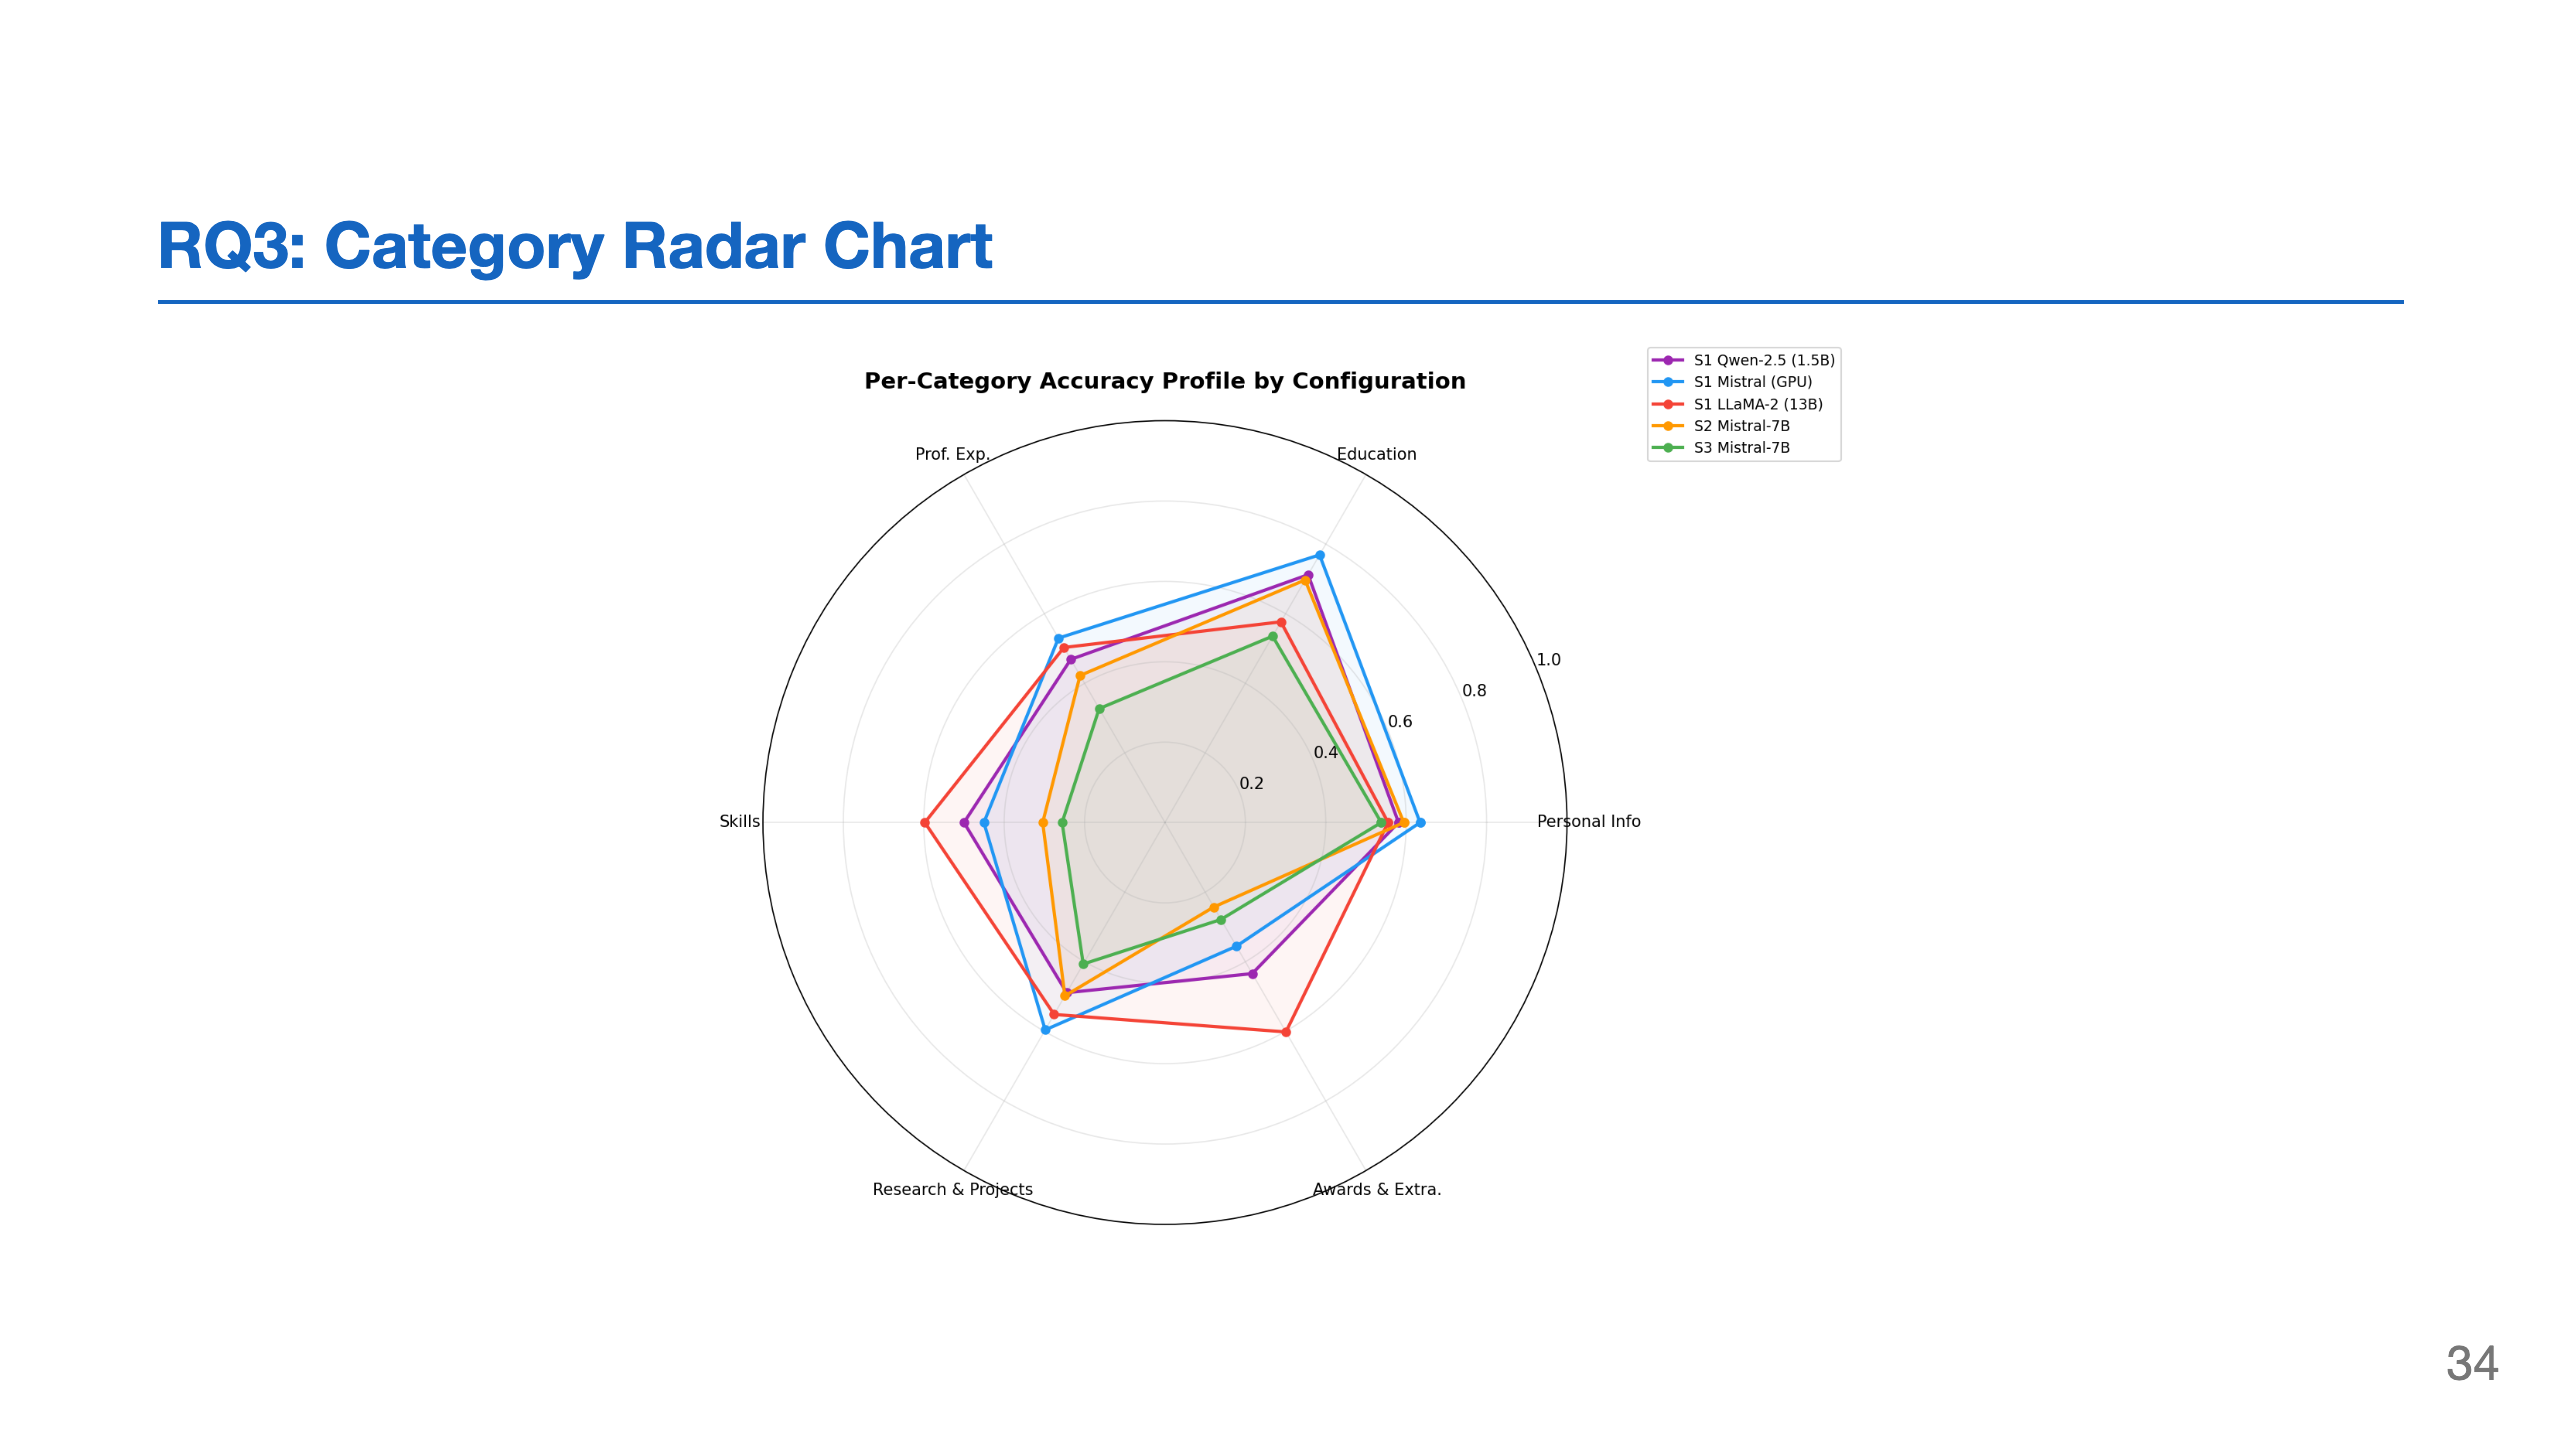 RQ3: Category Radar Chart
Per-Category Accuracy Profile by Configuration
S1 Qwen-2.5 (1.5B)
S1 Mistral (GPU)
S1 LLaMA-2 (13B)
S2 Mistral-7B
S3 Mistral-7B
Prof. Exp.
Education
1.0
0.8
0.6
0.4
0.2
Skills
Personal Info
Research & Projects
Awards & Extra.
34